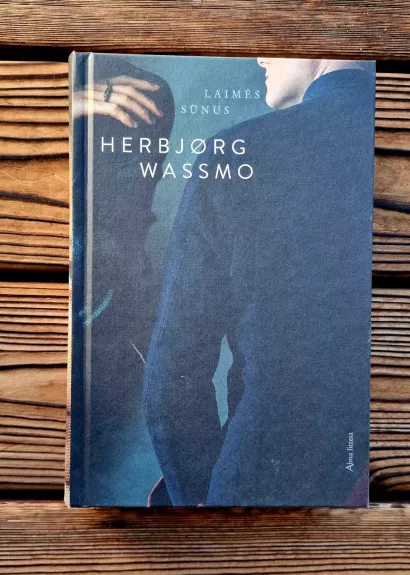 LAIMĖS
SŪNUS
HERBJØRG
WASSMO
Alma littera